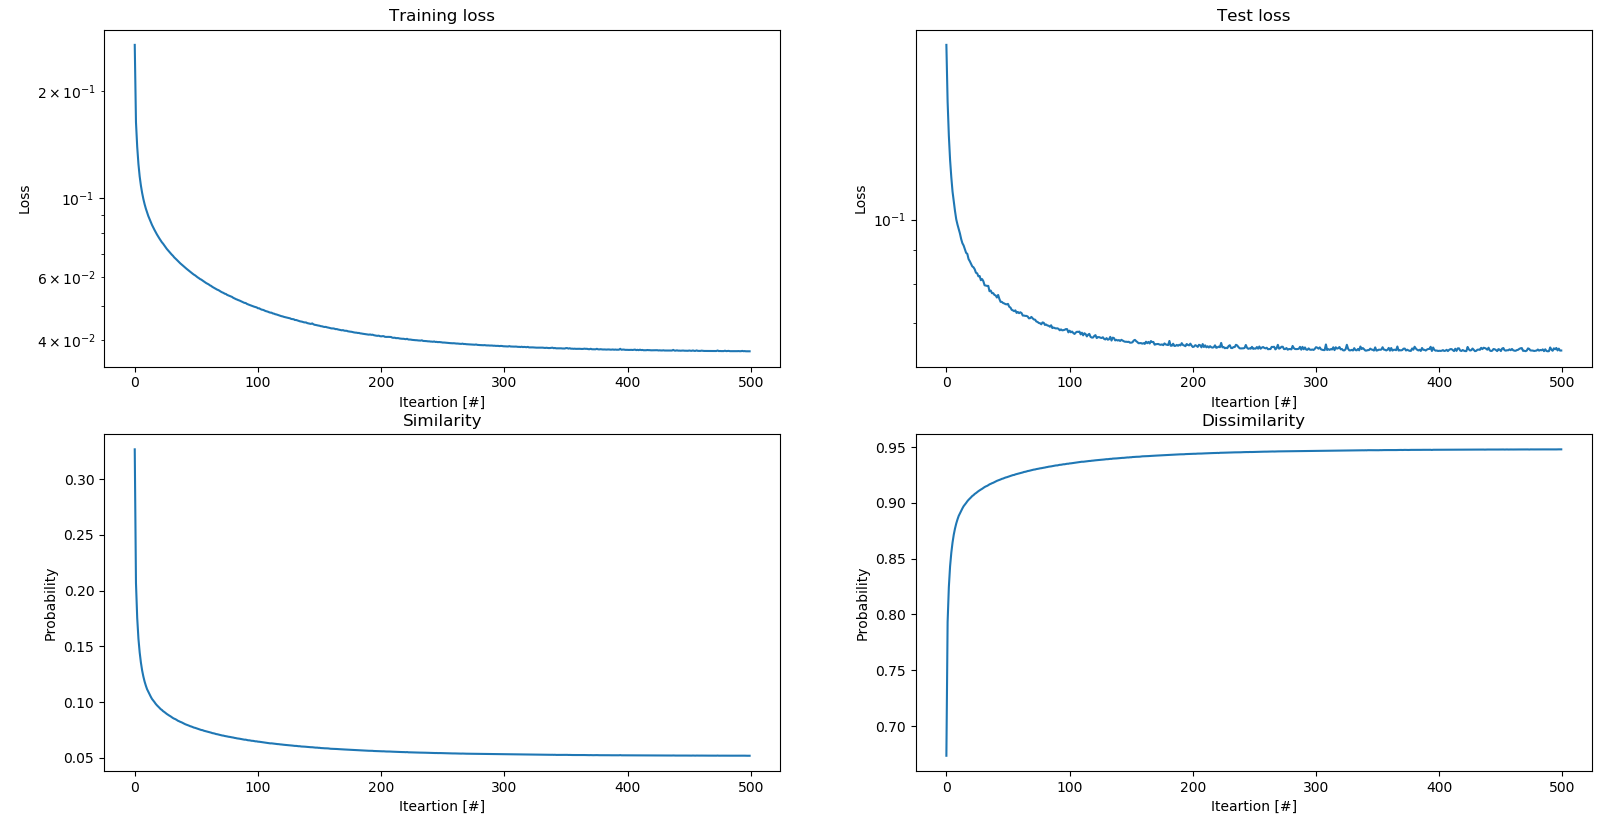 Training loss
Loss
2 × 10⁻¹
10⁻¹
6 × 10⁻²
4 × 10⁻²
0 100 200 300 400 500
Iteartion [#]
Test loss
Loss
10⁻¹
0 100 200 300 400 500
Iteartion [#]
Similarity
Probability
0.30
0.25
0.20
0.15
0.10
0.05
0 100 200 300 400 500
Iteartion [#]
Dissimilarity
Probability
0.95
0.90
0.85
0.80
0.75
0.70
0 100 200 300 400 500
Iteartion [#]